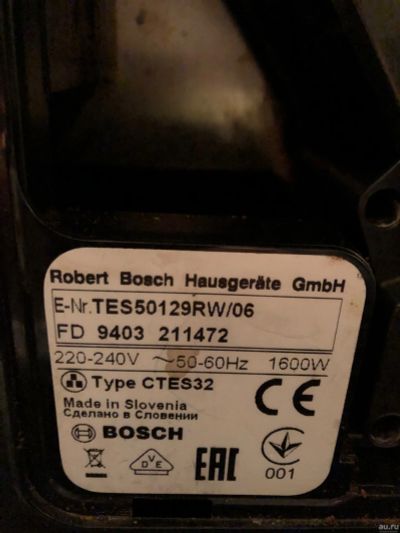 Robert Bosch Hausgeräte GmbH
E-Nr. TES50129RW/06
FD 9403 211472
220-240V ~50-60Hz 1600W
Type CTES32
Made in Slovenia
Сделано в Словении
CE
BOSCH
VDE
EAC
001
au.ru